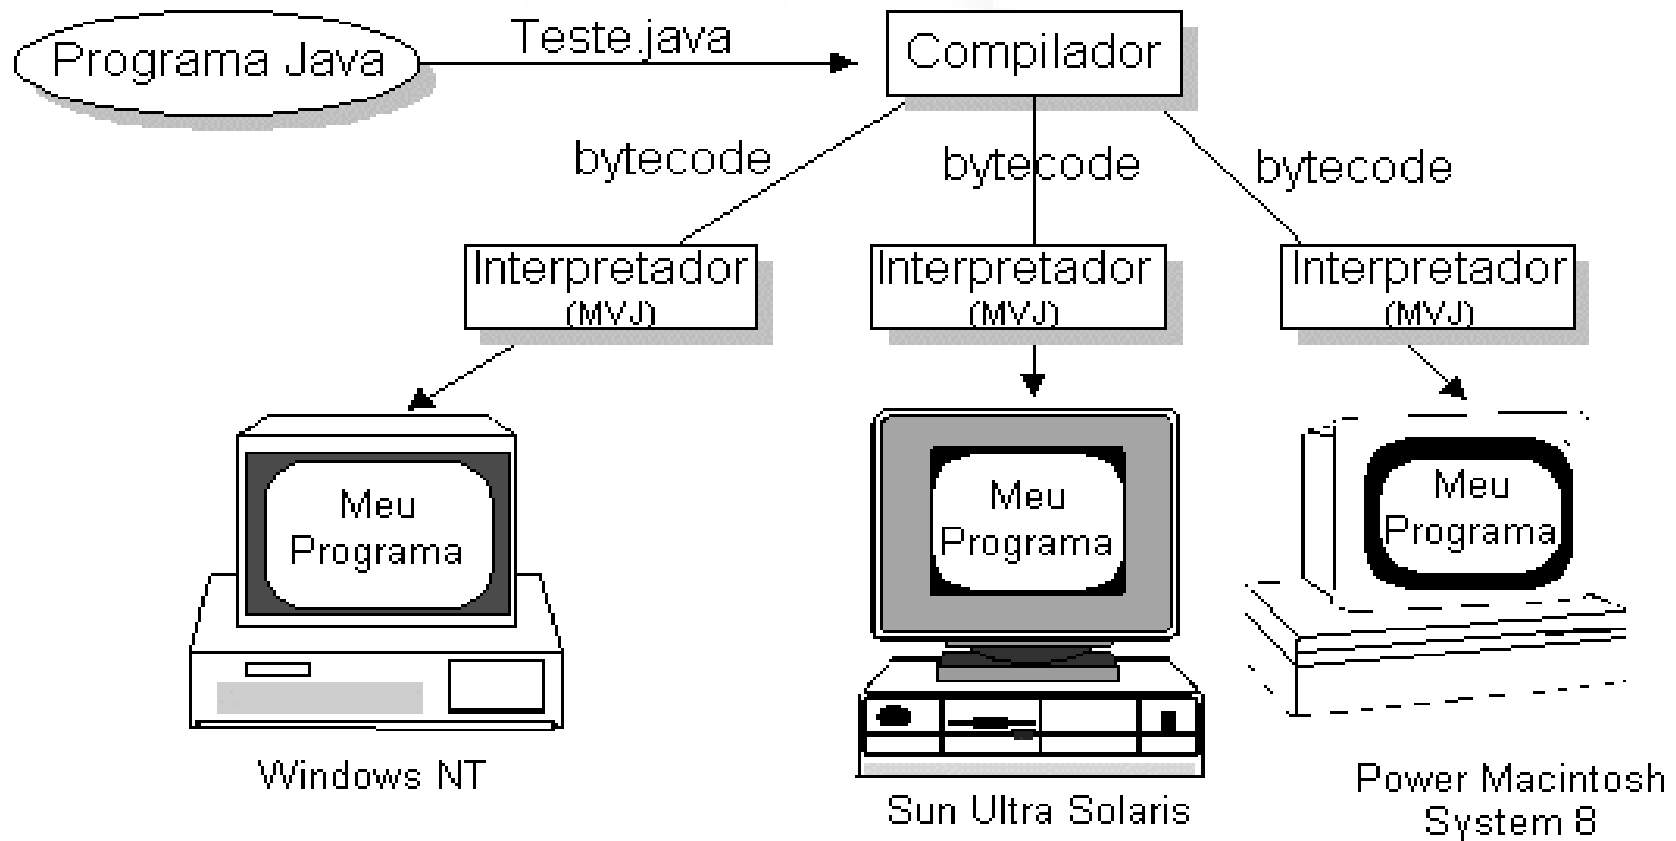 Programa Java
Teste.java
Compilador
bytecode
bytecode
bytecode
Interpretador
(MVJ)
Interpretador
(MVJ)
Interpretador
(MVJ)
Meu
Programa
Meu
Programa
Meu
Programa
Windows NT
Sun Ultra Solaris
Power Macintosh
System 8